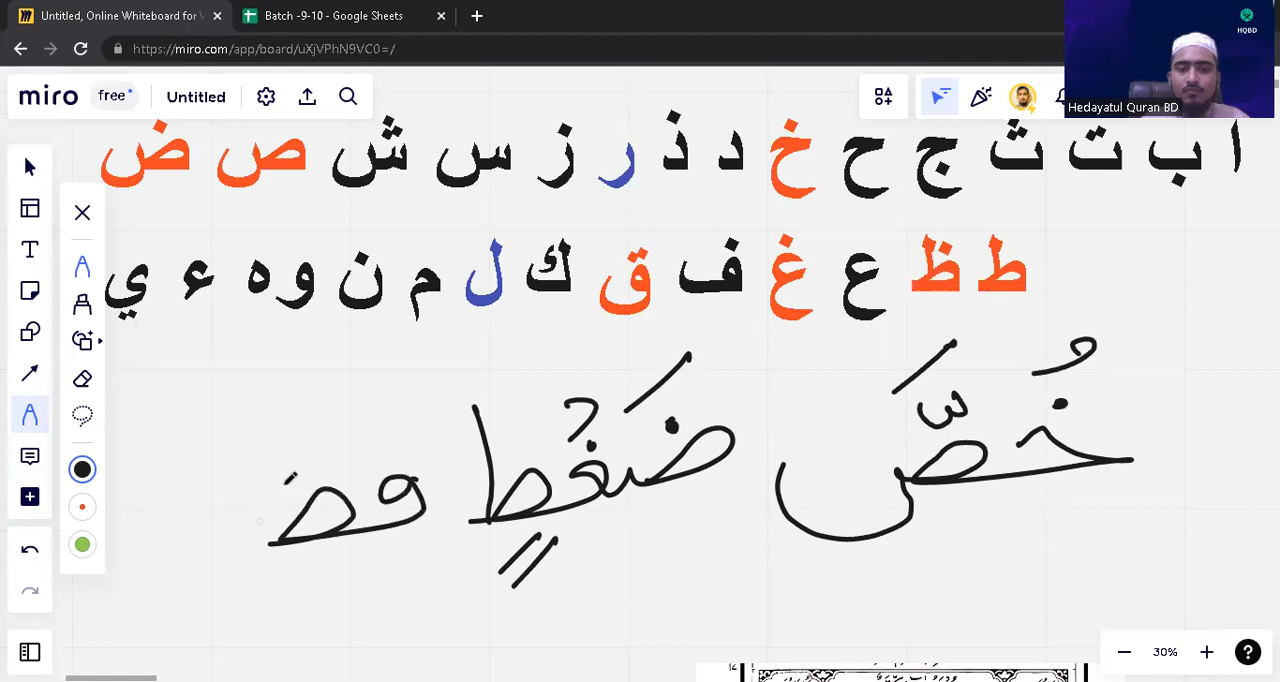 Untitled, Online Whiteboard for V
Batch -9-10 - Google Sheets
https://miro.com/app/board/uXjVPhN9VC0=/
HQBD
miro free Untitled
Hedayatul Quran BD
ا ب ت ث ج ح خ د ذ ر ز س ش ص ض
ط ظ ع غ ف ق ك ل م ن و ه ء ي
خُصَّ ضَغْطٍ
30%